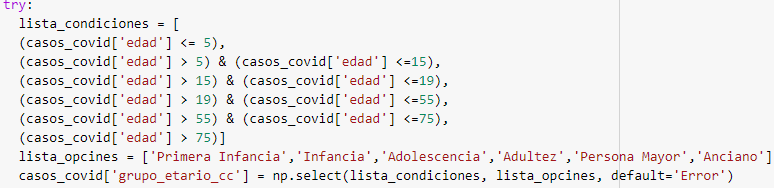 try:
  lista_condiciones = [
  (casos_covid['edad'] <= 5),
  (casos_covid['edad'] > 5) & (casos_covid['edad'] <=15),
  (casos_covid['edad'] > 15) & (casos_covid['edad'] <=19),
  (casos_covid['edad'] > 19) & (casos_covid['edad'] <=55),
  (casos_covid['edad'] > 55) & (casos_covid['edad'] <=75),
  (casos_covid['edad'] > 75)]
  lista_opcines = ['Primera Infancia','Infancia','Adolescencia','Adultez','Persona Mayor','Anciano']
  casos_covid['grupo_etario_cc'] = np.select(lista_condiciones, lista_opcines, default='Error')